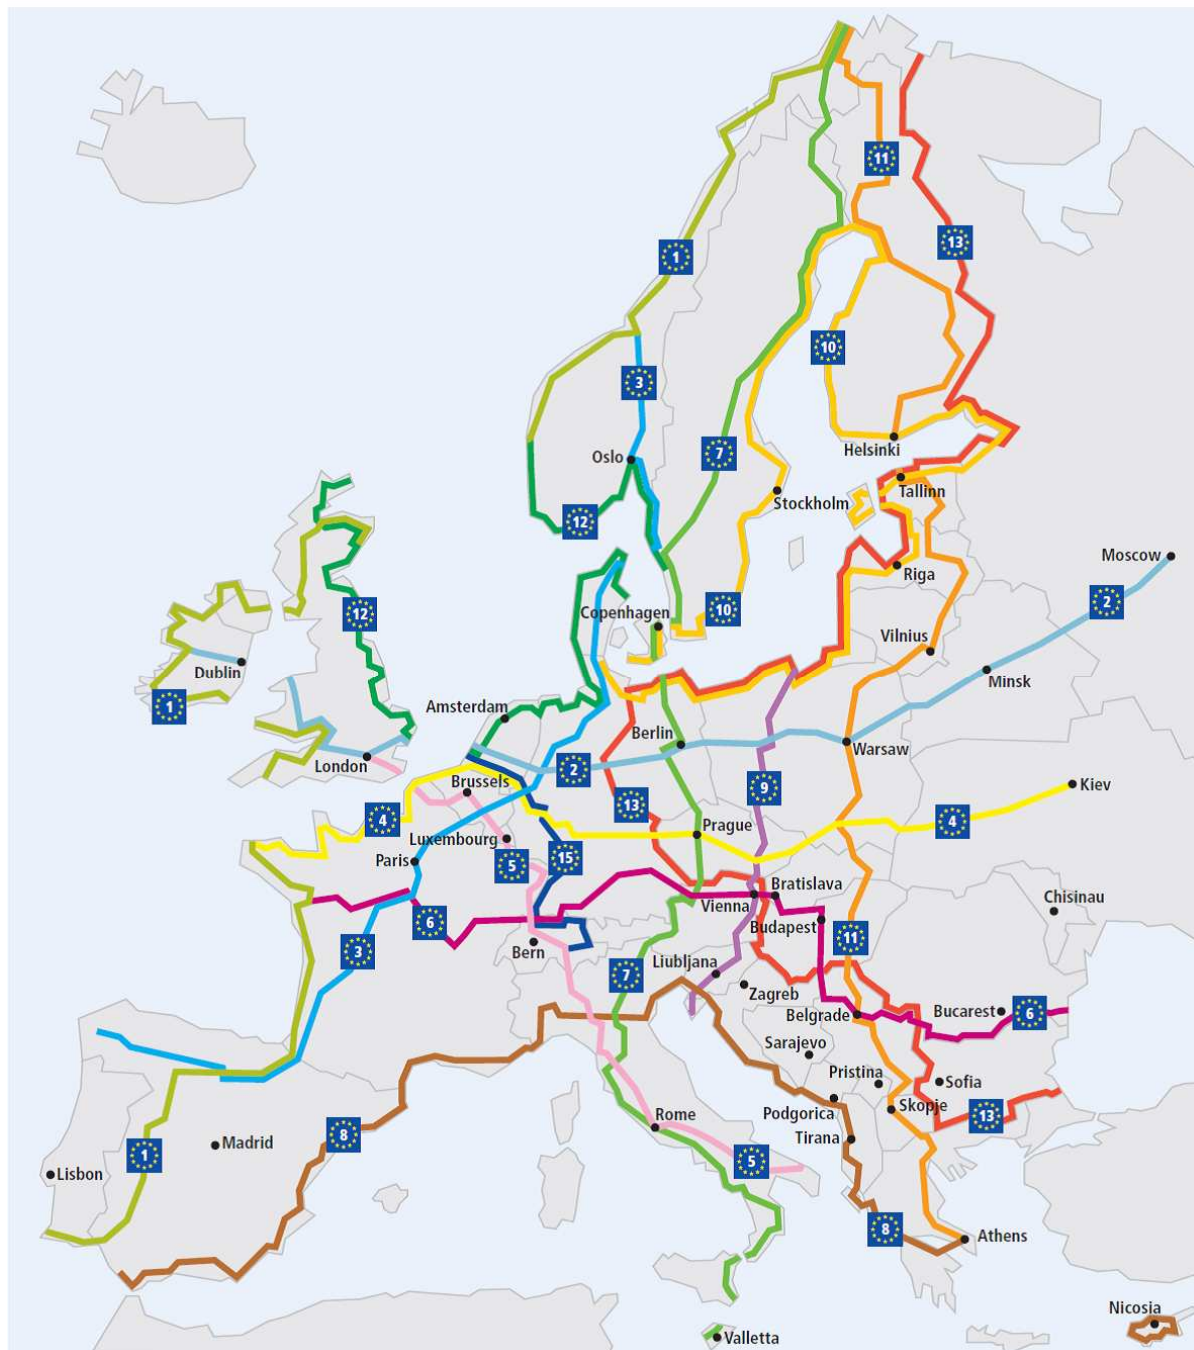 11
13
1
10
3
Helsinki
7
Oslo
Tallinn
Stockholm
12
Moscow
Riga
2
10
Copenhagen
12
Vilnius
Dublin
Minsk
1
Amsterdam
Berlin
Warsaw
London
2
Brussels
9
Kiev
13
4
4
Prague
Luxembourg
15
Paris
5
Bratislava
Chisinau
Vienna
6
Budapest
11
3
Bern
Liubljana
7
Zagreb
Belgrade
Bucarest
6
Sarajevo
Pristina
Sofia
Podgorica
Skopje
Rome
13
8
Madrid
Tirana
1
5
Lisbon
8
Athens
Nicosia
Valletta